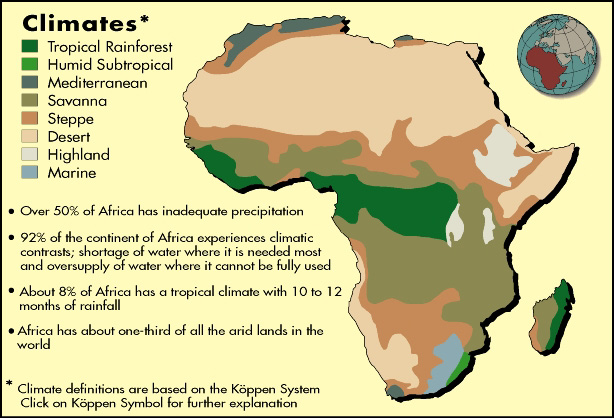 Climates*
Tropical Rainforest
Humid Subtropical
Mediterranean
Savanna
Steppe
Desert
Highland
Marine
• Over 50% of Africa has inadequate precipitation
• 92% of the continent of Africa experiences climatic
contrasts; shortage of water where it is needed most
and oversupply of water where it cannot be fully used
• About 8% of Africa has a tropical climate with 10 to 12
months of rainfall
• Africa has about one-third of all the arid lands in the
world
* Climate definitions are based on the Köppen System
Click on Köppen Symbol for further explanation